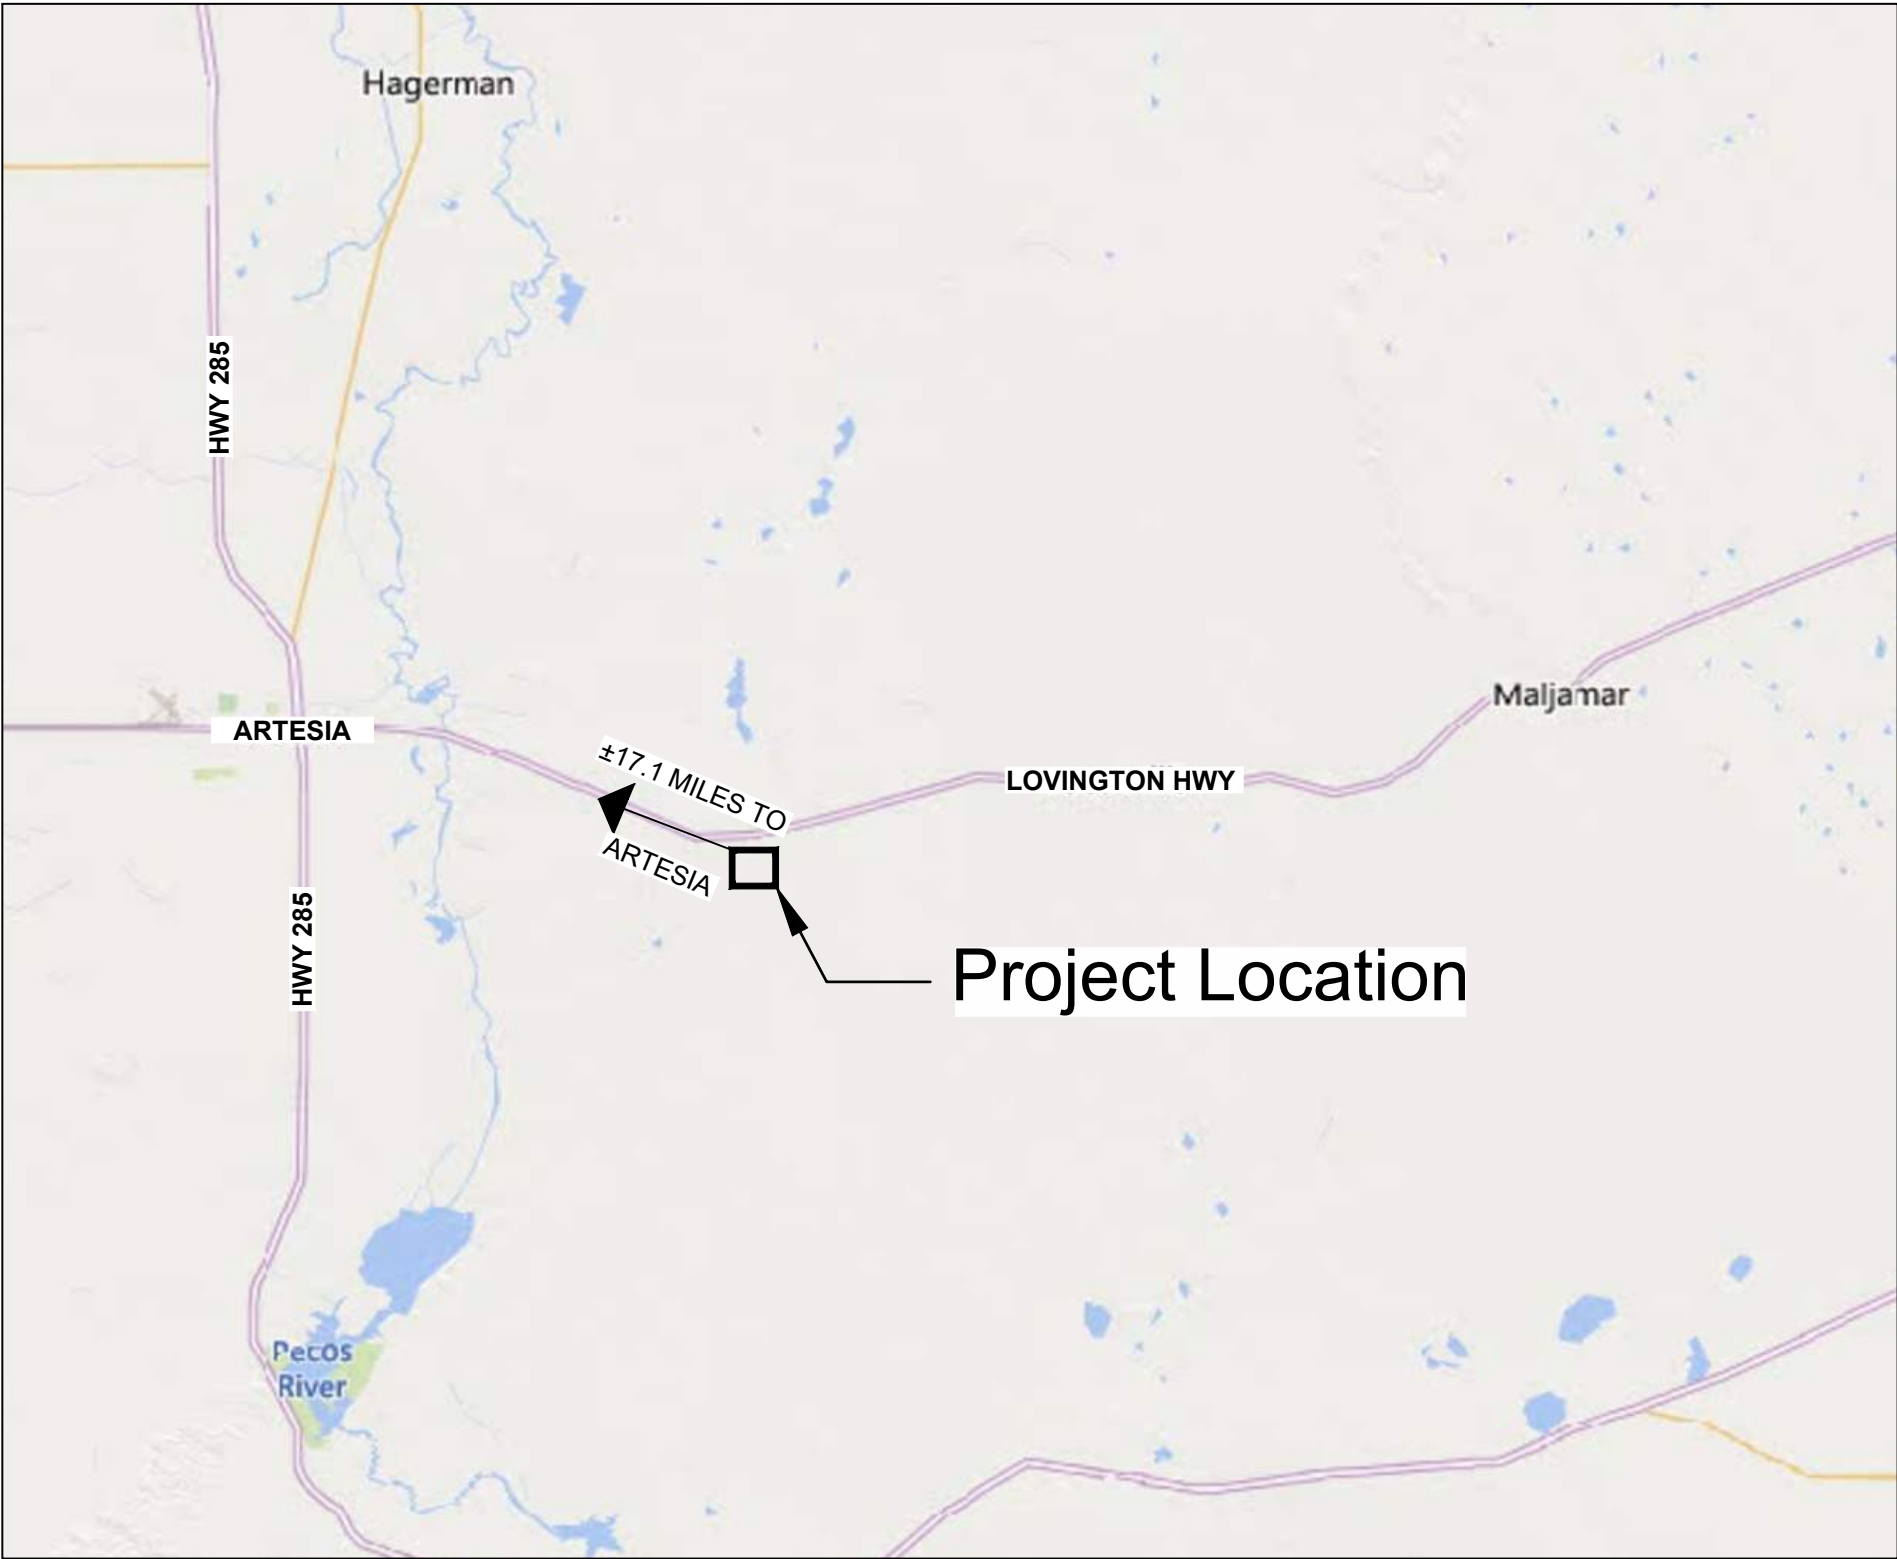 Hagerman
HWY 285
Maljamar
ARTESIA
±17.1 MILES TO
ARTESIA
LOVINGTON HWY
HWY 285
Project Location
Pecos
River